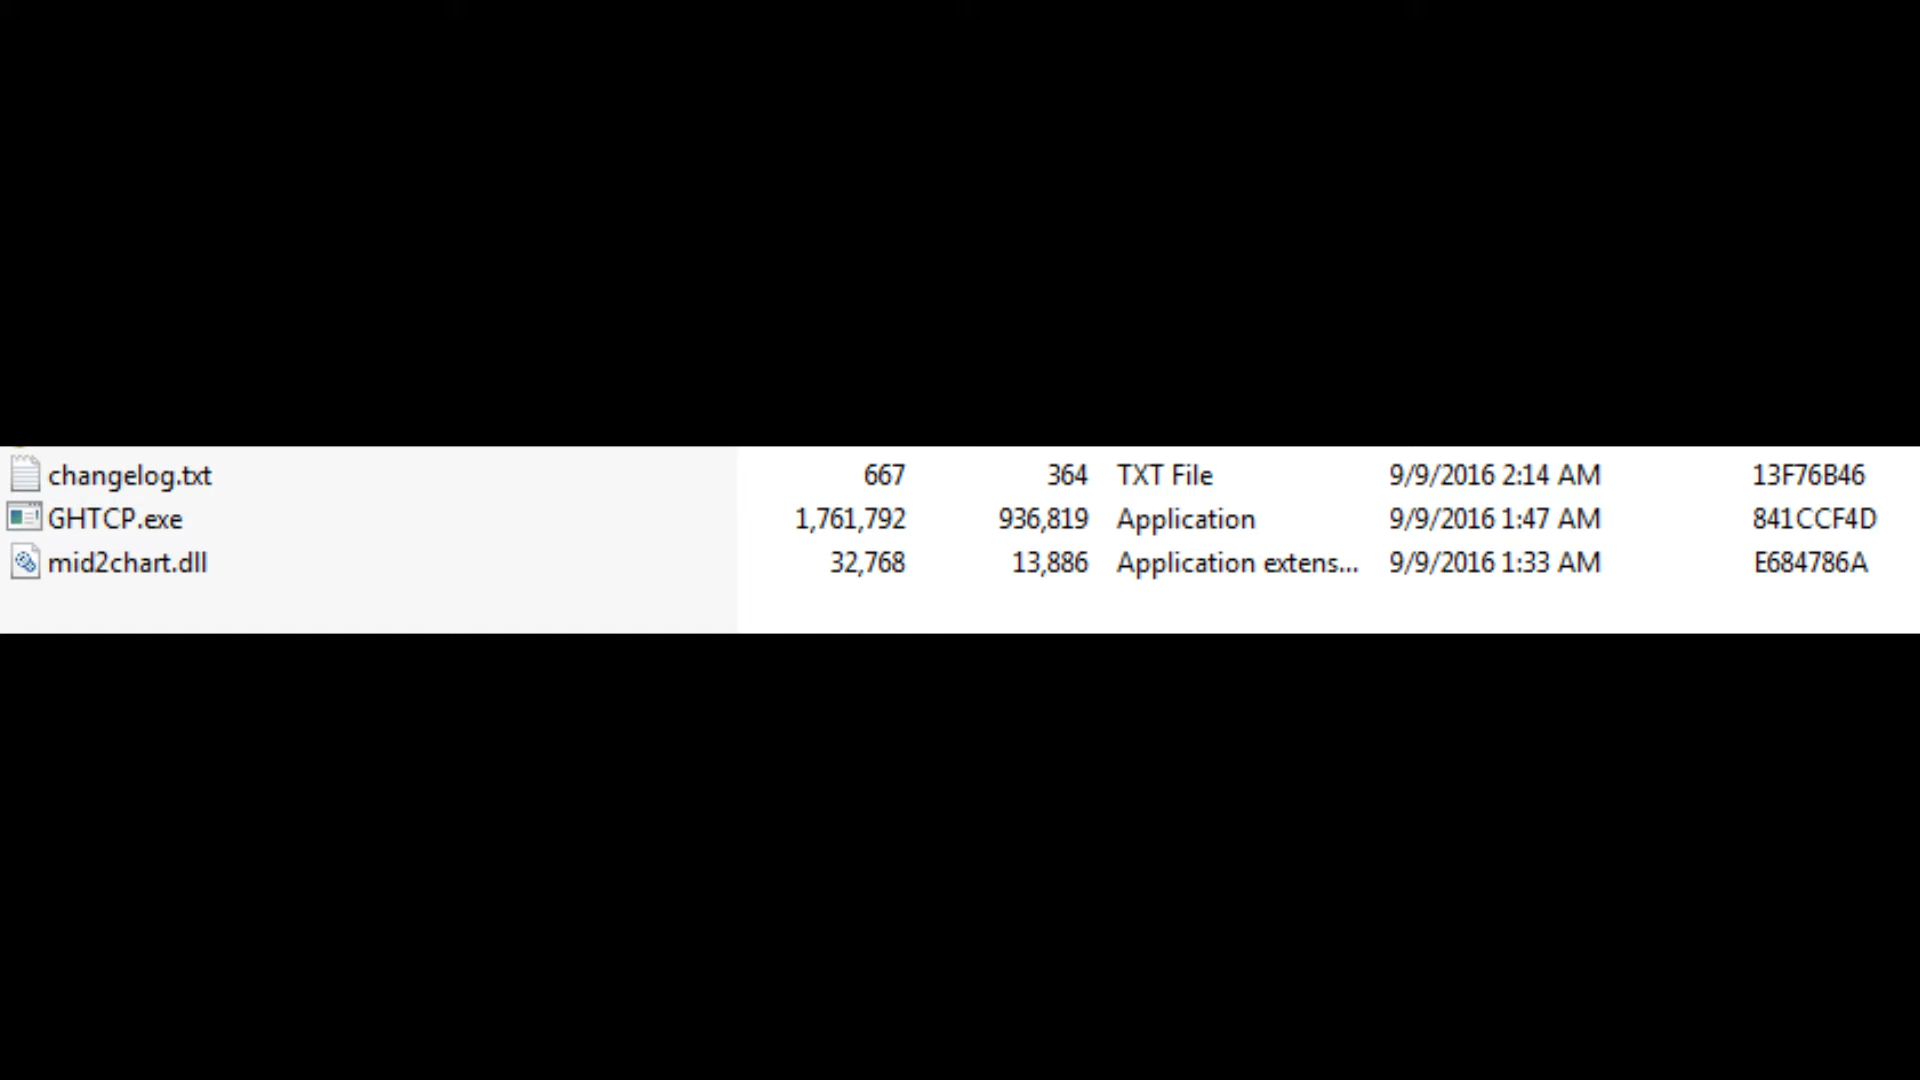 changelog.txt 667 364 TXT File 9/9/2016 2:14 AM 13F76B46
GHTCP.exe 1,761,792 936,819 Application 9/9/2016 1:47 AM 841CCF4D
mid2chart.dll 32,768 13,886 Application extens... 9/9/2016 1:33 AM E684786A